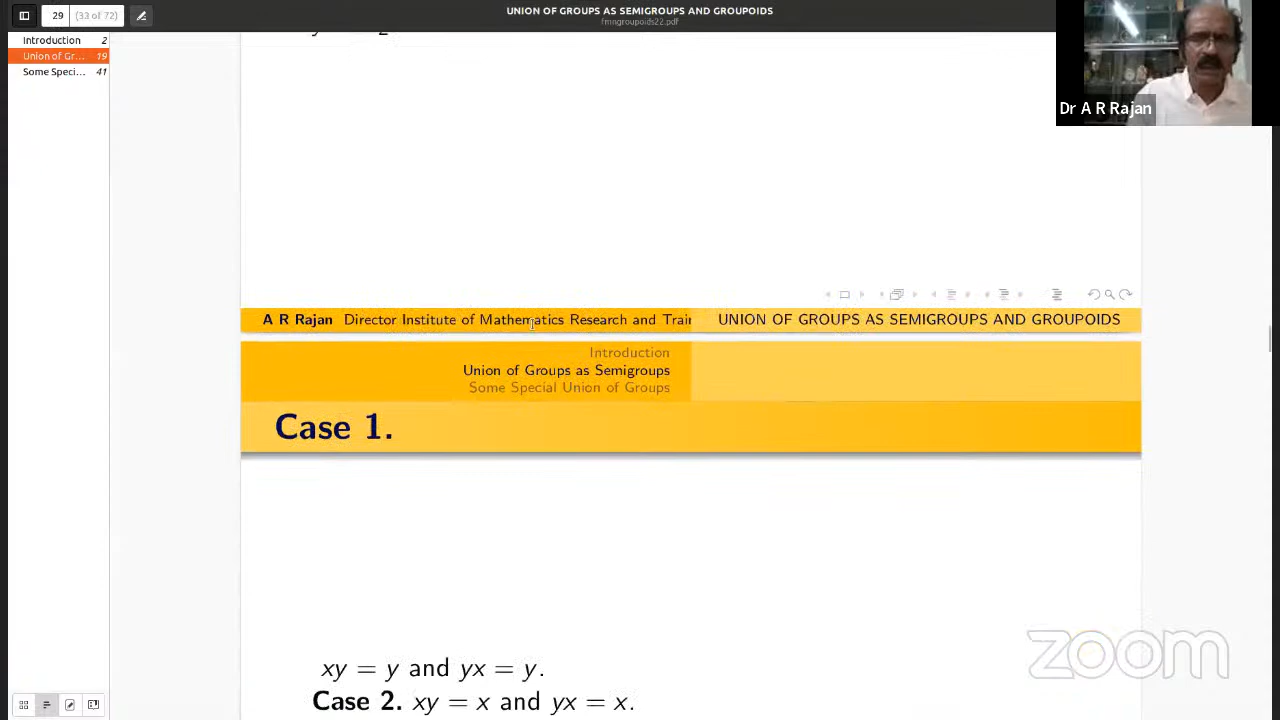 29 (33 of 72)
UNION OF GROUPS AS SEMIGROUPS AND GROUPOIDS
fmngroupoids22.pdf
Introduction 2
Union of Gr... 19
Some Speci... 41
Dr A R Rajan
A R Rajan Director Institute of Mathematics Research and Train UNION OF GROUPS AS SEMIGROUPS AND GROUPOIDS
Introduction
Union of Groups as Semigroups
Some Special Union of Groups
Case 1.
xy = y and yx = y.
Case 2. xy = x and yx = x.
zoom